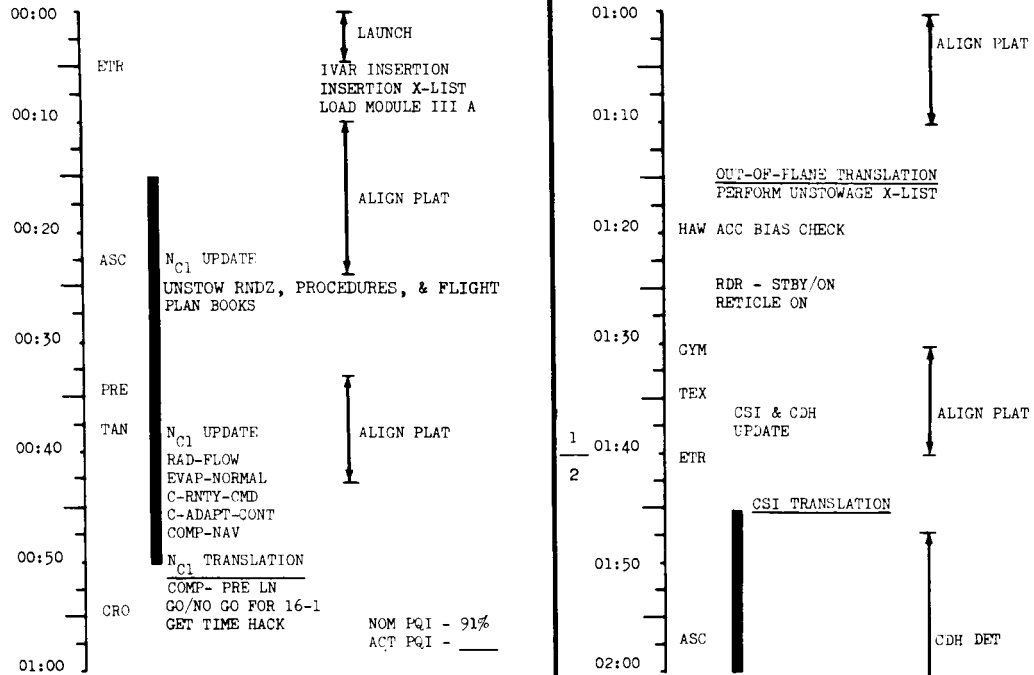 00:00
LAUNCH
ETR
IVAR INSERTION
INSERTION X-LIST
LOAD MODULE III A
00:10
ALIGN PLAT
00:20
ASC
N_C1 UPDATE
UNSTOW RNDZ, PROCEDURES, & FLIGHT
PLAN BOOKS
00:30
PRE
TAN
N_C1 UPDATE
ALIGN PLAT
00:40
RAD-FLOW
EVAP-NORMAL
C-RNTY-CMD
C-ADAPT-CONT
COMP-NAV
00:50
N_C1 TRANSLATION
COMP- PRE LN
CRO
GO/NO GO FOR 16-1
GET TIME HACK
NOM PQI - 91%
ACT PQI - ____
01:00
01:00
ALIGN PLAT
01:10
OUT-OF-PLANE TRANSLATION
PERFORM UNSTOWAGE X-LIST
01:20
HAW ACC BIAS CHECK
RDR - STBY/ON
RETICLE ON
01:30
GYM
TEX
CSI & CDH
UPDATE
ALIGN PLAT
1
2
01:40
ETR
CSI TRANSLATION
01:50
ASC
CDH DET
02:00